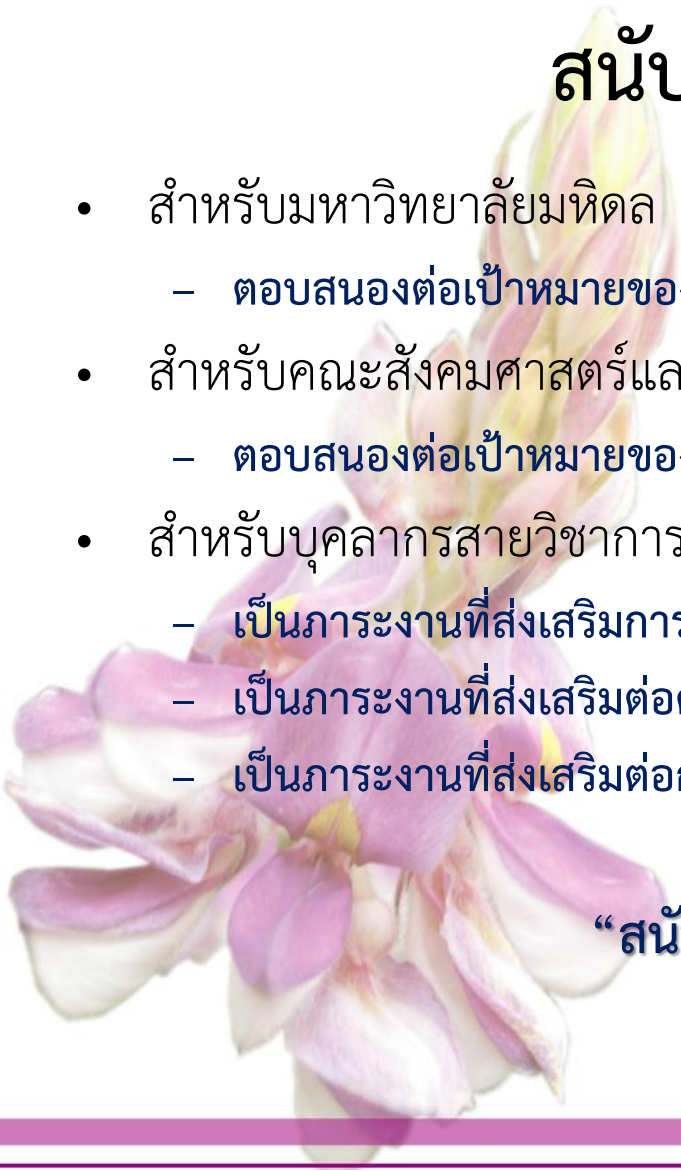 สนับ
• สำหรับมหาวิทยาลัยมหิดล
– ตอบสนองต่อเป้าหมายของ
• สำหรับคณะสังคมศาสตร์และ
– ตอบสนองต่อเป้าหมายของ
• สำหรับบุคลากรสายวิชาการ
– เป็นภาระงานที่ส่งเสริมการ
– เป็นภาระงานที่ส่งเสริมต่อ
– เป็นภาระงานที่ส่งเสริมต่อ
“สนั